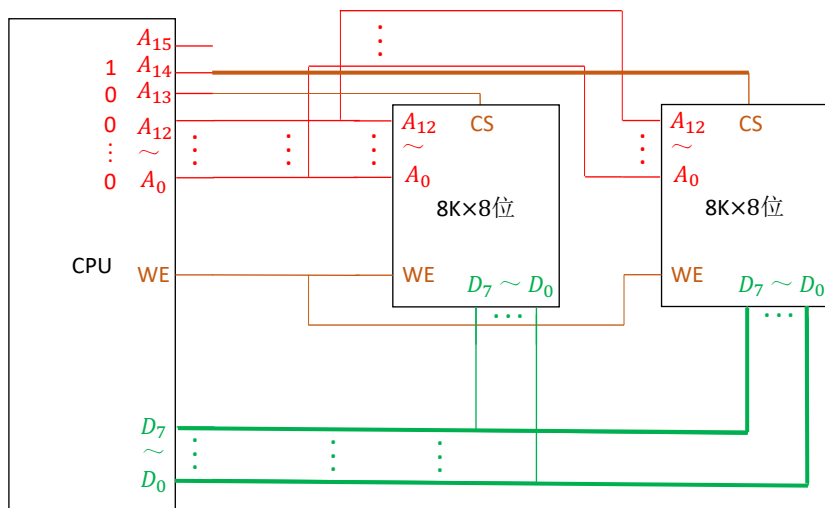 A₁₅
1 A₁₄
0 A₁₃
0 A₁₂
⋮ ～
0 A₀
CPU
WE
D₇
～
D₀
A₁₂ CS
～
A₀
8K×8位
WE
D₇ ～ D₀
A₁₂ CS
～
A₀
8K×8位
WE
D₇ ～ D₀